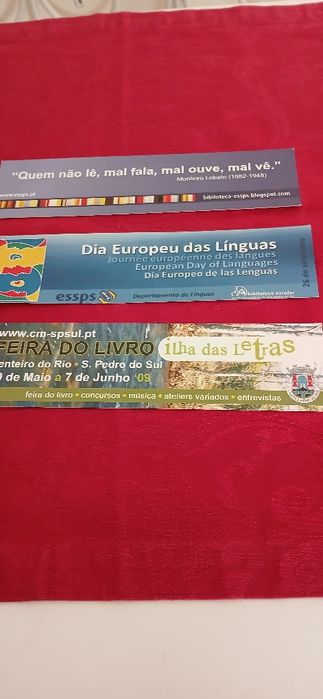 “Quem não lê, mal fala, mal ouve, mal vê.”
Monteiro Lobato (1882-1948)
www.essps.pt
biblioteca-essps.blogspot.com
Dia Europeu das Línguas
Journée européenne des langues
European Day of Languages
Dia Europeo de las Lenguas
26 de setembro
essps
Departamento de Línguas
Biblioteca escolar
www.cm-spsul.pt
FEIRA DO LIVRO
ilha das Letras
enteiro do Rio - S. Pedro do Sul
9 de Maio a 7 de Junho '09
feira do livro • concursos • música • ateliers variados • entrevistas